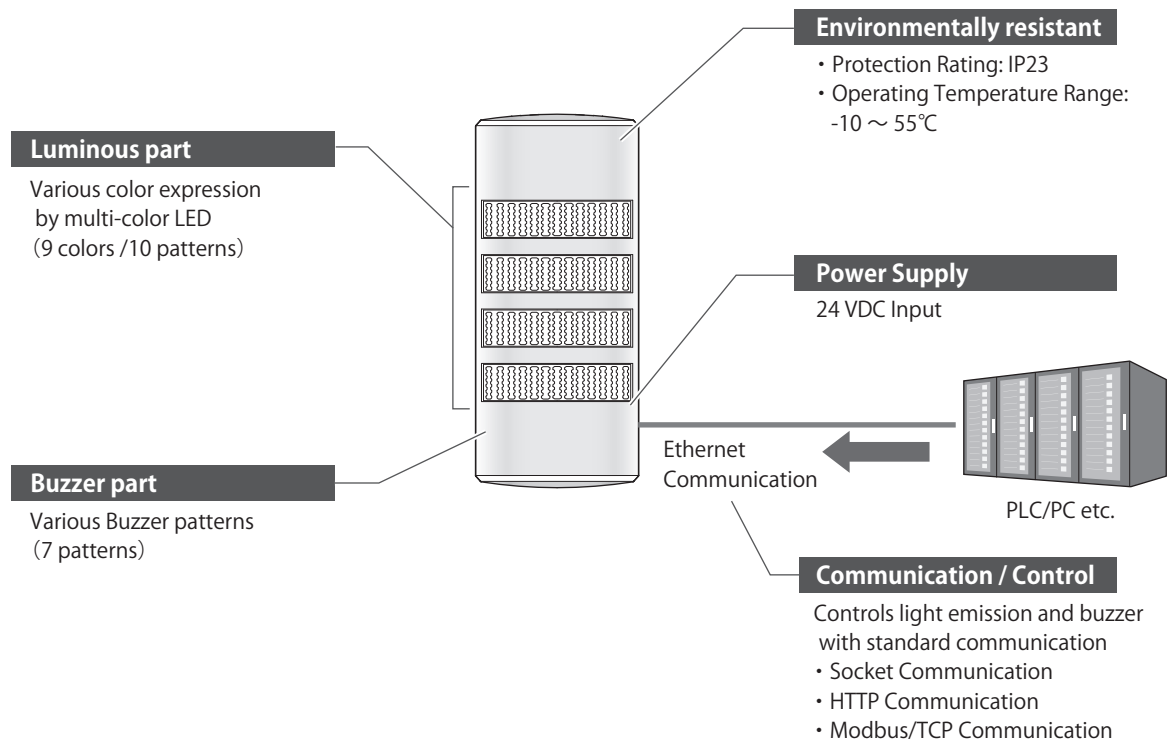 Environmentally resistant
・Protection Rating: IP23
・Operating Temperature Range:
-10 ～ 55℃
Luminous part
Various color expression
by multi-color LED
（9 colors /10 patterns）
Power Supply
24 VDC Input
Ethernet
Communication
PLC/PC etc.
Buzzer part
Various Buzzer patterns
（7 patterns）
Communication / Control
Controls light emission and buzzer
with standard communication
・Socket Communication
・HTTP Communication
・Modbus/TCP Communication